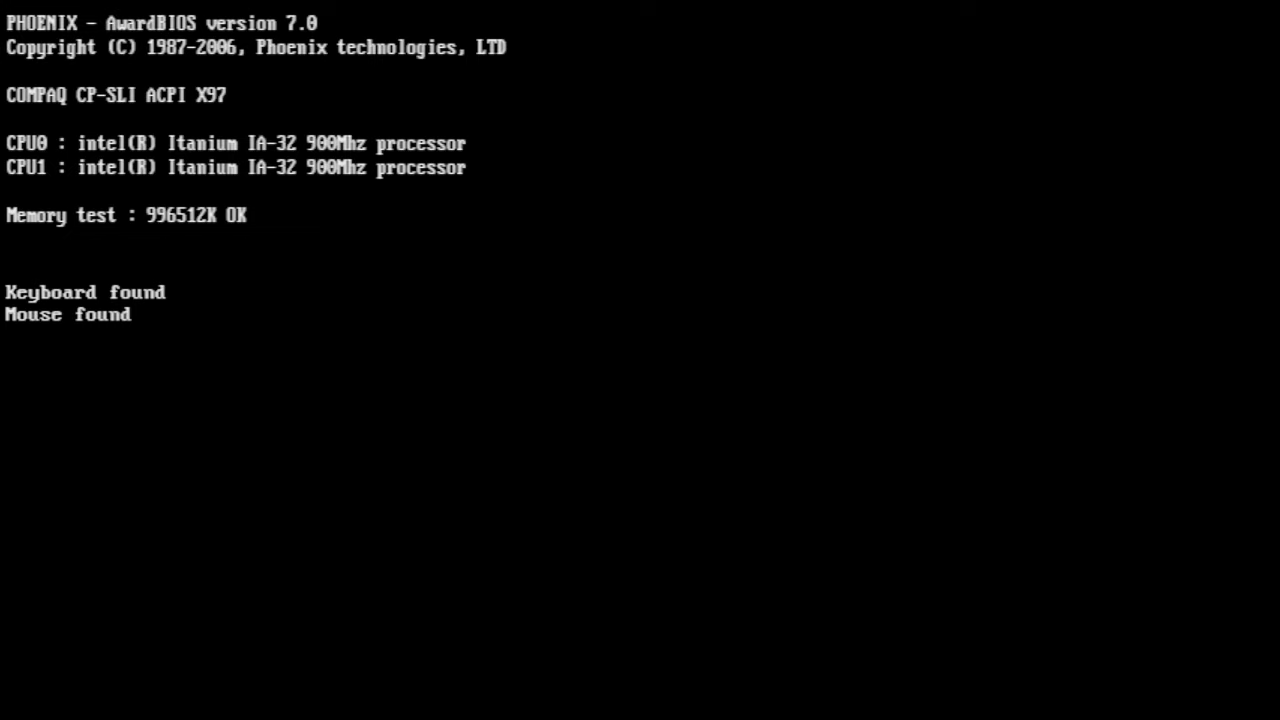 PHOENIX - AwardBIOS version 7.0
Copyright (C) 1987-2006, Phoenix technologies, LTD
COMPAQ CP-SLI ACPI X97
CPU0 : intel(R) Itanium IA-32 900Mhz processor
CPU1 : intel(R) Itanium IA-32 900Mhz processor
Memory test : 996512K OK
Keyboard found
Mouse found